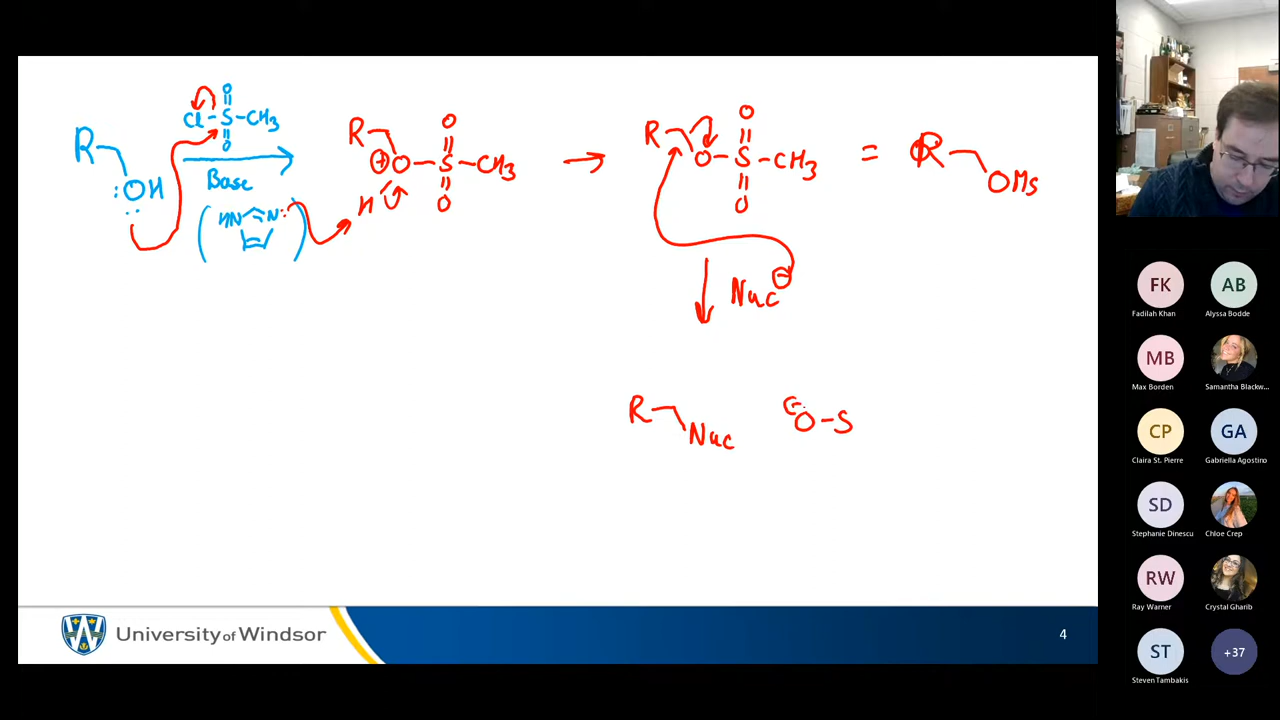 O
Cl-S-CH3
O
R
:OH
Base
(HN N:)
R
⊕O-S-CH3
O
O
H
→
R
O-S-CH3
O
O
=
R
OMs
Nuc⊖
R
Nuc
O-S
University of Windsor
4
FK
Fadilah Khan
AB
Alyssa Bodde
MB
Max Borden
Samantha Blackw...
CP
Claira St. Pierre
GA
Gabriella Agostino
SD
Stephanie Dinescu
Chloe Crep
RW
Ray Warner
Crystal Gharib
ST
Steven Tambakis
+37